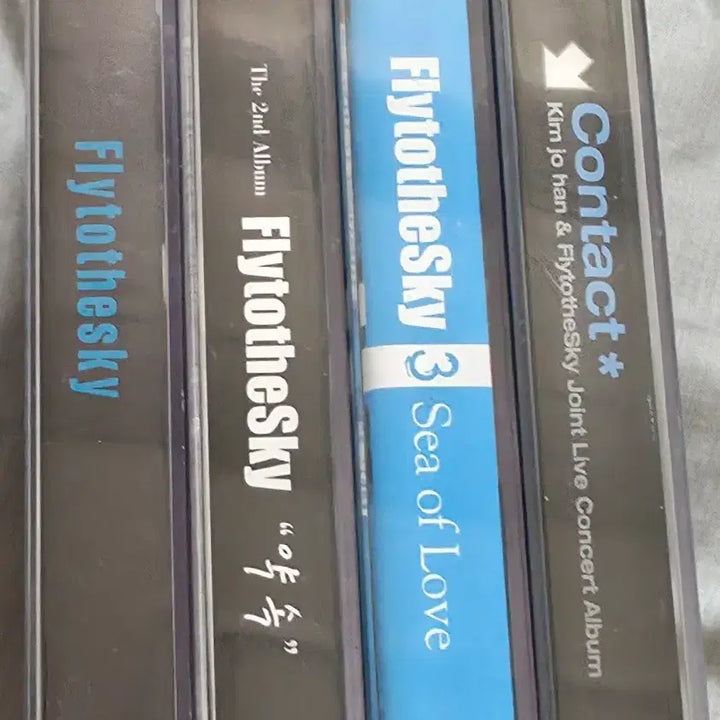 Flytothesky
The 2nd Album FlytotheSky "약속"
FlytotheSky 3 Sea of Love
Contact *
Kim jo han & FlytotheSky Joint Live Concert Album